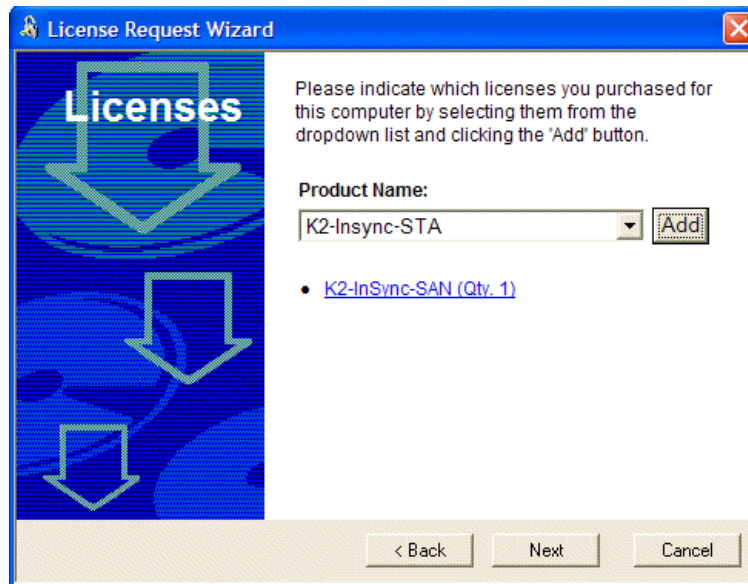 License Request Wizard
Licenses
Please indicate which licenses you purchased for
this computer by selecting them from the
dropdown list and clicking the 'Add' button.
Product Name:
K2-Insync-STA
Add
K2-InSync-SAN (Qty. 1)
< Back
Next
Cancel